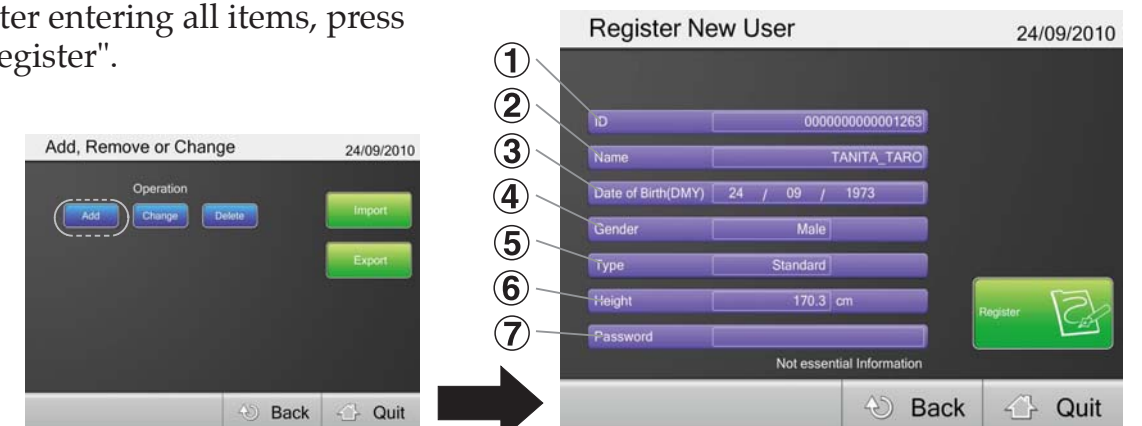 ter entering all items, press
egister".
Add, Remove or Change
24/09/2010
Operation
Add
Change
Delete
Import
Export
Back
Quit
Register New User
24/09/2010
1
ID
0000000000001263
2
Name
TANITA_TARO
3
Date of Birth(DMY)
24 / 09 / 1973
4
Gender
Male
5
Type
Standard
6
Height
170.3 cm
7
Password
Not essential Information
Register
Back
Quit